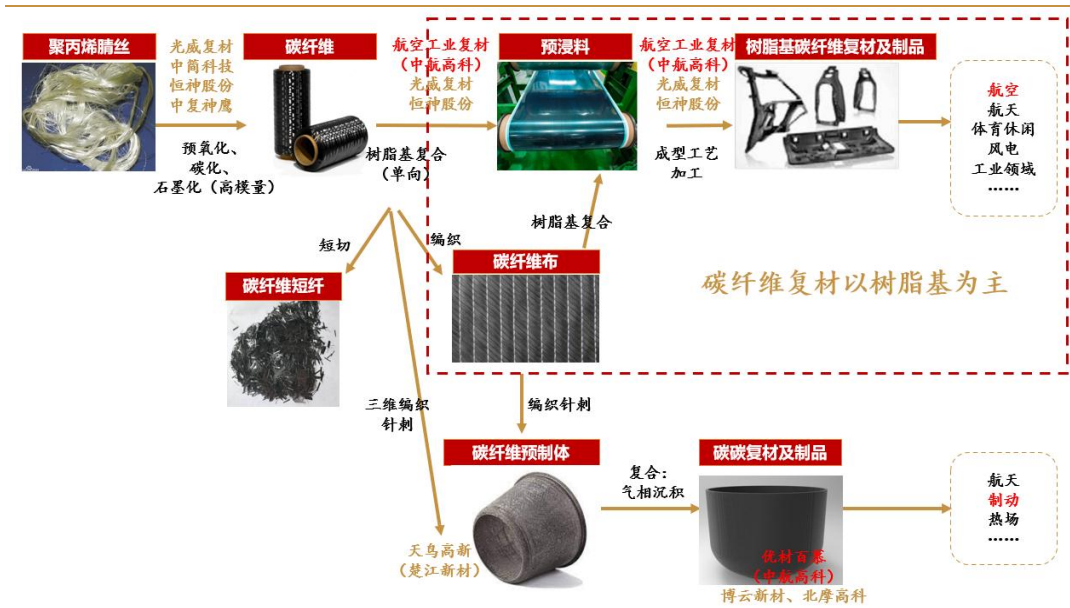 聚丙烯腈丝
光威复材
中简科技
恒神股份
中复神鹰
预氧化、
碳化、
石墨化（高模量）
碳纤维
航空工业复材
（中航高科）
光威复材
恒神股份
树脂基复合
（单向）
预浸料
航空工业复材
（中航高科）
光威复材
恒神股份
成型工艺
加工
树脂基碳纤维复材及制品
航空
航天
体育休闲
风电
工业领域
……
短切
编织
树脂基复合
碳纤维短纤
碳纤维布
碳纤维复材以树脂基为主
三维编织
针刺
编织针刺
碳纤维预制体
复合：
气相沉积
碳碳复材及制品
航天
制动
热场
……
天鸟高新
（楚江新材）
优材百慕
（中航高科）
博云新材、北摩高科